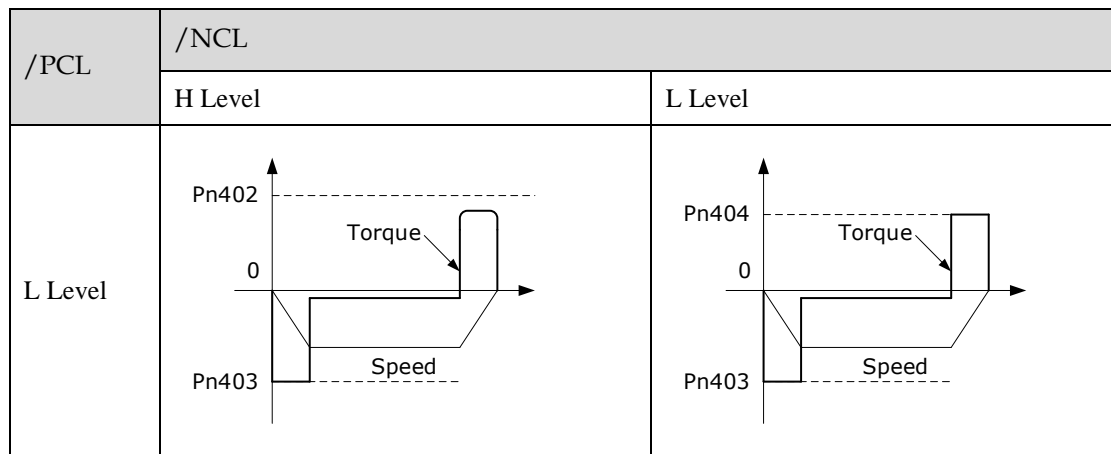 /PCL
/NCL
H Level
L Level
L Level
Pn402
Torque
0
Speed
Pn403
Pn404
Torque
0
Speed
Pn403